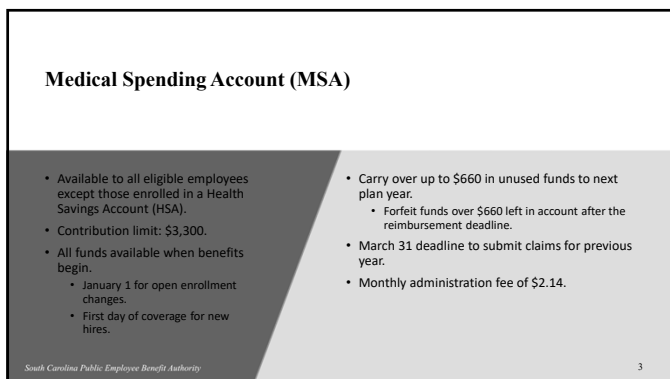 Medical Spending Account (MSA)
• Available to all eligible employees
except those enrolled in a Health
Savings Account (HSA).
• Contribution limit: $3,300.
• All funds available when benefits
begin.
• January 1 for open enrollment
changes.
• First day of coverage for new
hires.
• Carry over up to $660 in unused funds to next
plan year.
• Forfeit funds over $660 left in account after the
reimbursement deadline.
• March 31 deadline to submit claims for previous
year.
• Monthly administration fee of $2.14.
South Carolina Public Employee Benefit Authority
3